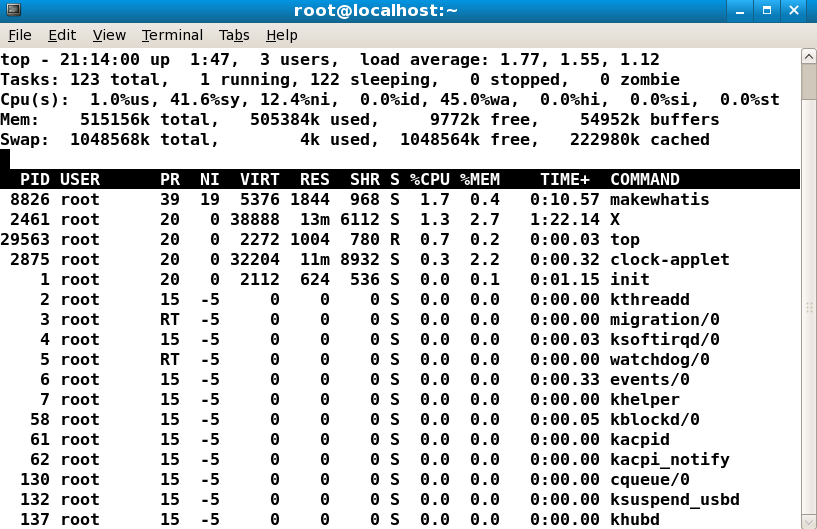 root@localhost:~
File Edit View Terminal Tabs Help
top - 21:14:00 up  1:47,  3 users,  load average: 1.77, 1.55, 1.12
Tasks: 123 total,   1 running, 122 sleeping,   0 stopped,   0 zombie
Cpu(s):  1.0%us, 41.6%sy, 12.4%ni,  0.0%id, 45.0%wa,  0.0%hi,  0.0%si,  0.0%st
Mem:    515156k total,   505384k used,     9772k free,    54952k buffers
Swap:  1048568k total,        4k used,  1048564k free,   222980k cached
  PID USER      PR  NI  VIRT  RES  SHR S %CPU %MEM    TIME+  COMMAND
 8826 root      39  19  5376 1844  968 S  1.7  0.4   0:10.57 makewhatis
 2461 root      20   0 38888  13m 6112 S  1.3  2.7   1:22.14 X
29563 root      20   0  2272 1004  780 R  0.7  0.2   0:00.03 top
 2875 root      20   0 32204  11m 8932 S  0.3  2.2   0:00.32 clock-applet
    1 root      20   0  2112  624  536 S  0.0  0.1   0:01.15 init
    2 root      15  -5     0    0    0 S  0.0  0.0   0:00.00 kthreadd
    3 root      RT  -5     0    0    0 S  0.0  0.0   0:00.00 migration/0
    4 root      15  -5     0    0    0 S  0.0  0.0   0:00.03 ksoftirqd/0
    5 root      RT  -5     0    0    0 S  0.0  0.0   0:00.00 watchdog/0
    6 root      15  -5     0    0    0 S  0.0  0.0   0:00.33 events/0
    7 root      15  -5     0    0    0 S  0.0  0.0   0:00.00 khelper
   58 root      15  -5     0    0    0 S  0.0  0.0   0:00.05 kblockd/0
   61 root      15  -5     0    0    0 S  0.0  0.0   0:00.00 kacpid
   62 root      15  -5     0    0    0 S  0.0  0.0   0:00.00 kacpi_notify
  130 root      15  -5     0    0    0 S  0.0  0.0   0:00.00 cqueue/0
  132 root      15  -5     0    0    0 S  0.0  0.0   0:00.00 ksuspend_usbd
  137 root      15  -5     0    0    0 S  0.0  0.0   0:00.00 khubd